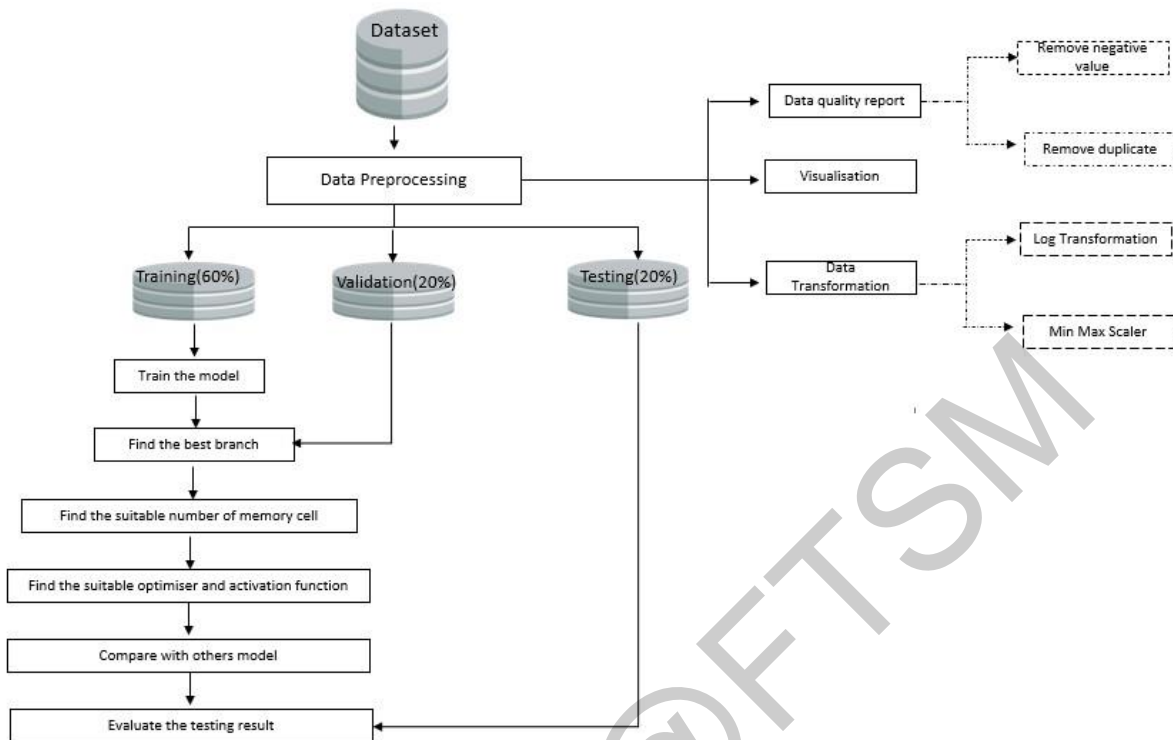 Dataset
Data Preprocessing
Training(60%)
Validation(20%)
Testing(20%)
Train the model
Find the best branch
Find the suitable number of memory cell
Find the suitable optimiser and activation function
Compare with others model
Evaluate the testing result
Data quality report
Visualisation
Data
Transformation
Remove negative
value
Remove duplicate
Log Transformation
Min Max Scaler
@FTSM